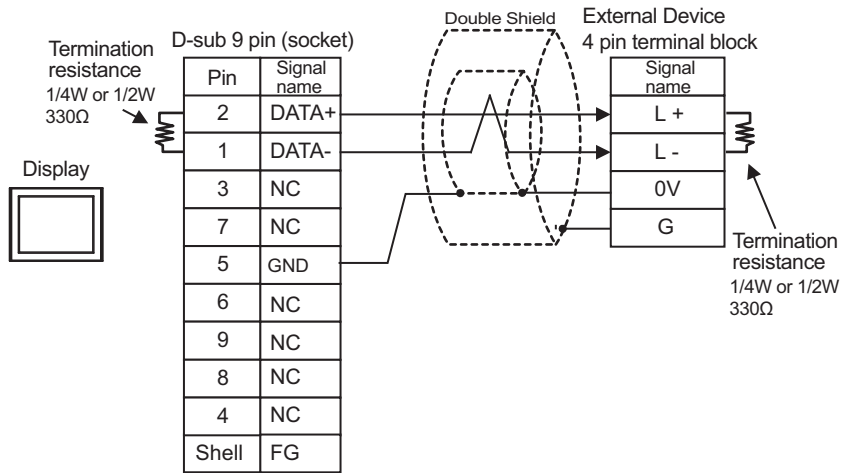 Double Shield
External Device
4 pin terminal block
D-sub 9 pin (socket)
Termination
resistance
1/4W or 1/2W
330Ω
Display
Pin Signal name
2 DATA+
1 DATA-
3 NC
7 NC
5 GND
6 NC
9 NC
8 NC
4 NC
Shell FG
Signal name
L +
L -
0V
G
Termination
resistance
1/4W or 1/2W
330Ω